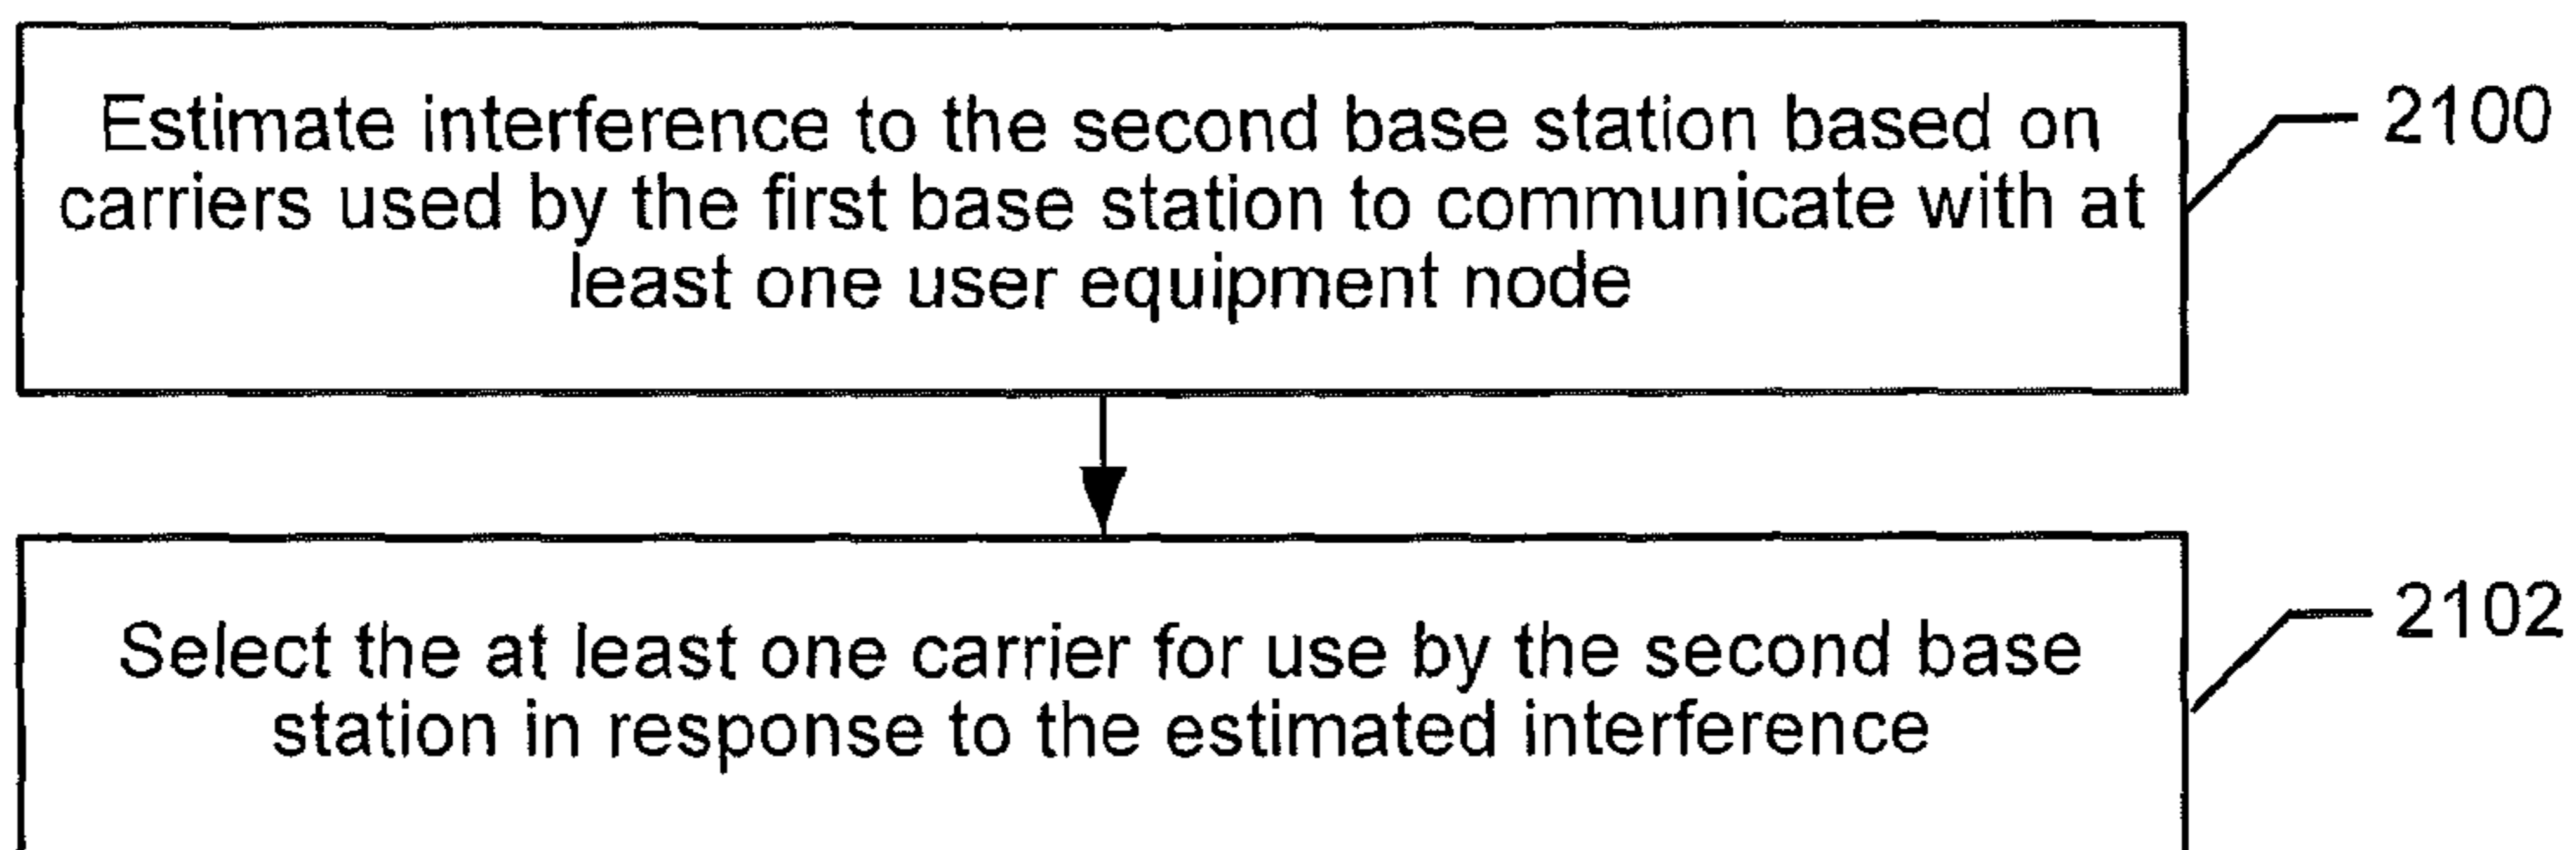 Estimate interference to the second base station based on
carriers used by the first base station to communicate with at
least one user equipment node
2100
Select the at least one carrier for use by the second base
station in response to the estimated interference
2102